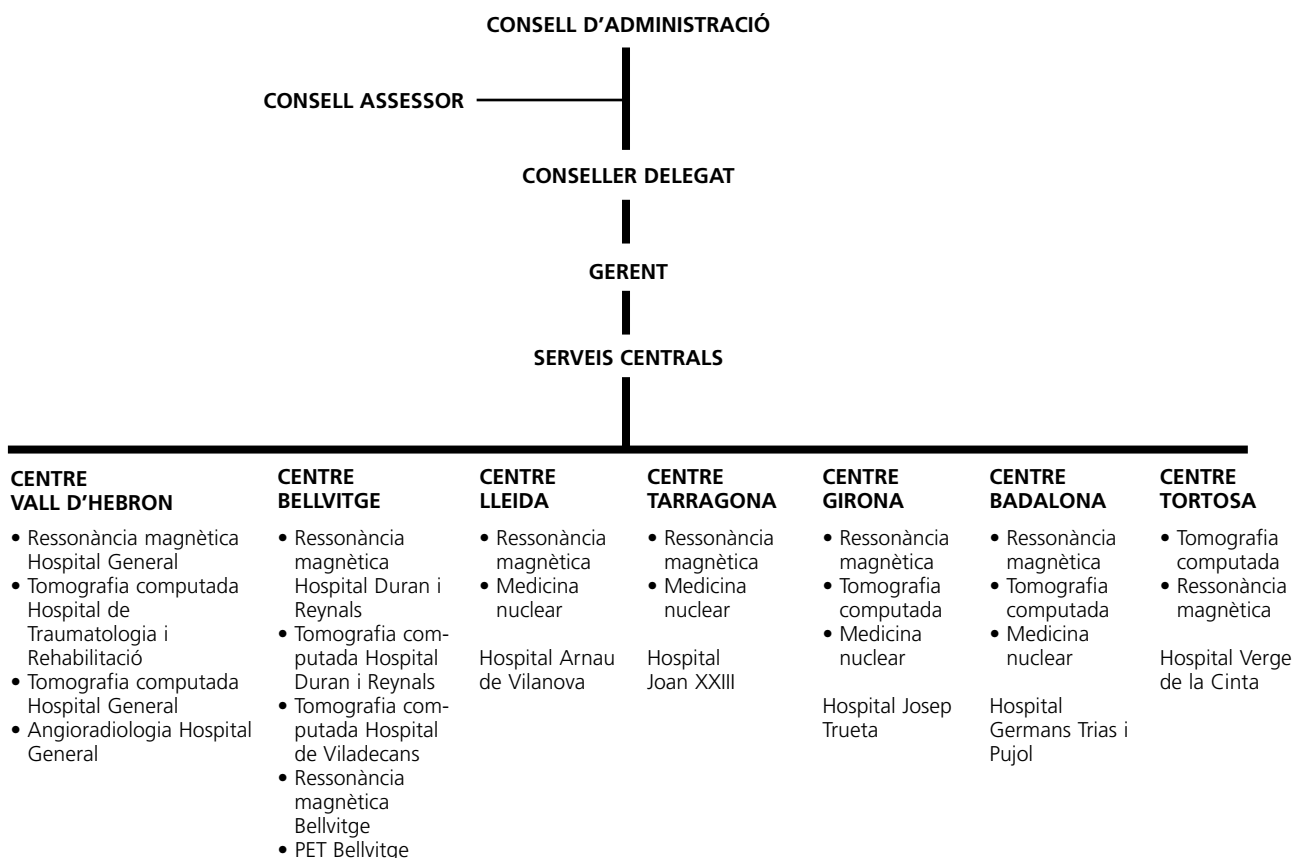 CONSELL D'ADMINISTRACIÓ
CONSELL ASSESSOR
CONSELLER DELEGAT
GERENT
SERVEIS CENTRALS
CENTRE
VALL D'HEBRON
• Ressonància magnètica
Hospital General
• Tomografia computada
Hospital de
Traumatologia i
Rehabilitació
• Tomografia computada
Hospital General
• Angioradiologia Hospital
General
CENTRE
BELLVITGE
• Ressonància
magnètica
Hospital Duran i
Reynals
• Tomografia com-
putada Hospital
Duran i Reynals
• Tomografia com-
putada Hospital
de Viladecans
• Ressonància
magnètica
Bellvitge
• PET Bellvitge
CENTRE
LLEIDA
• Ressonància
magnètica
• Medicina
nuclear
Hospital Arnau
de Vilanova
CENTRE
TARRAGONA
• Ressonància
magnètica
• Medicina
nuclear
Hospital
Joan XXIII
CENTRE
GIRONA
• Ressonància
magnètica
• Tomografia
computada
• Medicina
nuclear
Hospital Josep
Trueta
CENTRE
BADALONA
• Ressonància
magnètica
• Tomografia
computada
• Medicina
nuclear
Hospital
Germans Trias i
Pujol
CENTRE
TORTOSA
• Tomografia
computada
• Ressonància
magnètica
Hospital Verge
de la Cinta